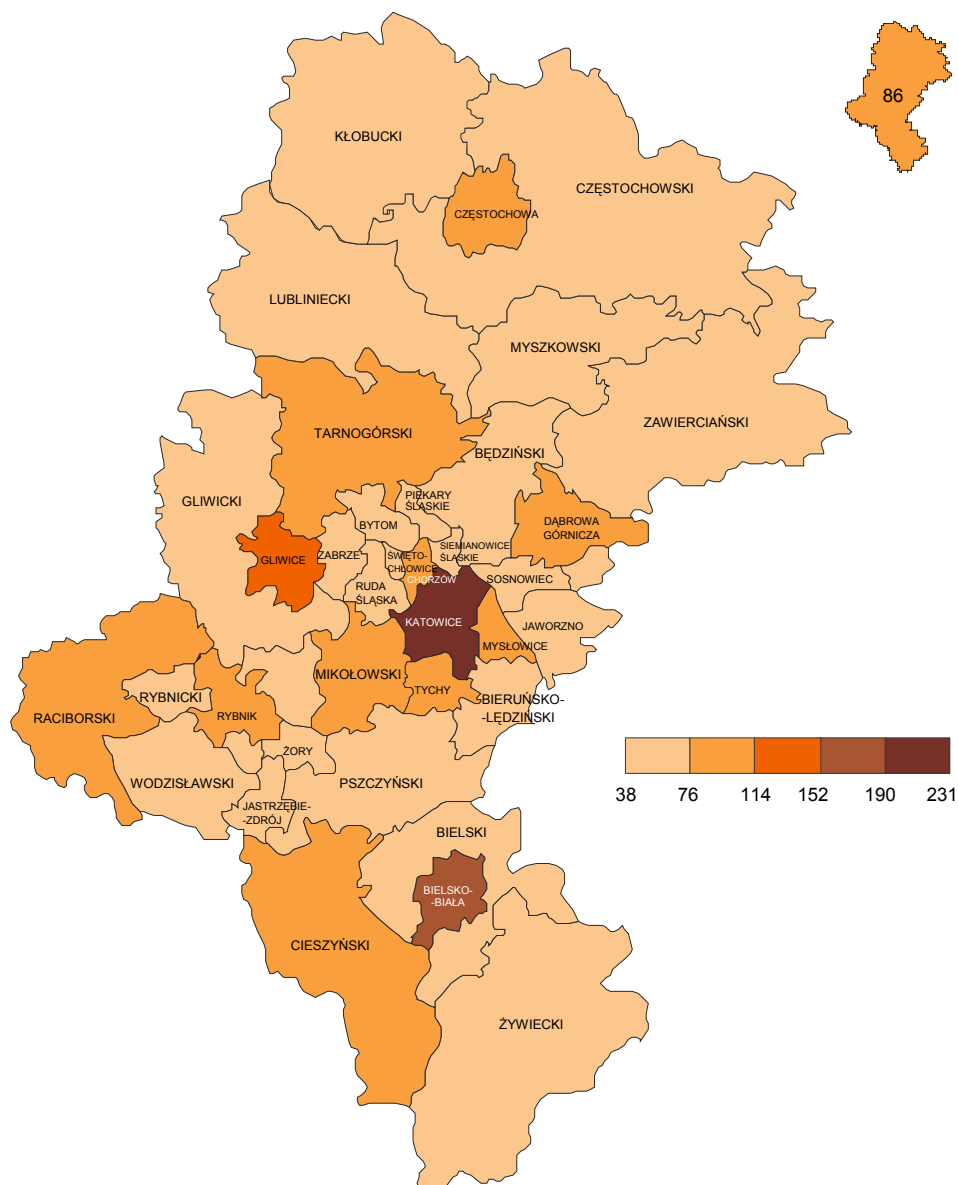 86
KŁOBUCKI
CZĘSTOCHOWSKI
CZĘSTOCHOWA
LUBLINIECKI
MYSZKOWSKI
ZAWIERCIAŃSKI
TARNOGÓRSKI
BĘDZIŃSKI
GLIWICKI
PIEKARY
ŚLĄSKIE
BYTOM
DĄBROWA
GÓRNICZA
GLIWICE
ZABRZE
ŚWIĘTO-
-CHŁOWICE
SIEMIANOWICE
ŚLĄSKIE
CHORZÓW
SOSNOWIEC
RUDA
ŚLĄSKA
KATOWICE
JAWORZNO
MYSŁOWICE
MIKOŁOWSKI
TYCHY
-BIERUŃSKO-
-LĘDZIŃSKI
RYBNICKI
RACIBORSKI
RYBNIK
ŻORY
WODZISŁAWSKI
PSZCZYŃSKI
JASTRZĘBIE-
-ZDRÓJ
38
76
114
152
190
231
BIELSKI
BIELSKO-
-BIAŁA
CIESZYŃSKI
ŻYWIECKI